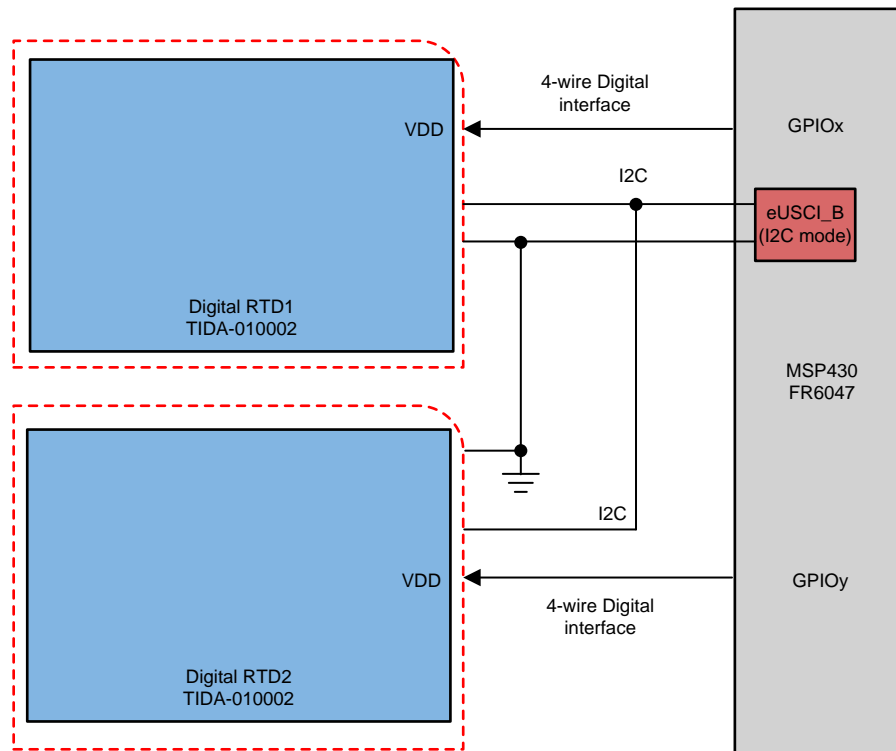 4-wire Digital
interface
VDD
GPIOx
I2C
eUSCI_B
(I2C mode)
Digital RTD1
TIDA-010002
MSP430
FR6047
I2C
VDD
GPIOy
4-wire Digital
interface
Digital RTD2
TIDA-010002